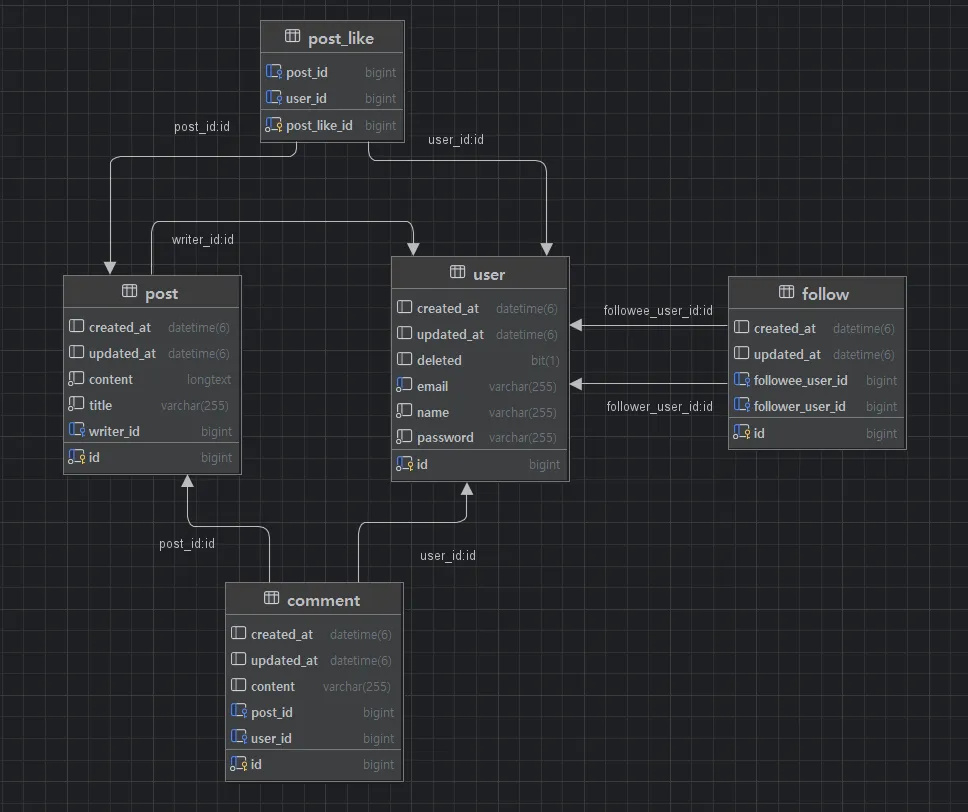 post_like
post_id bigint
user_id bigint
post_like_id bigint
post_id:id
user_id:id
writer_id:id
post
created_at datetime(6)
updated_at datetime(6)
content longtext
title varchar(255)
writer_id bigint
id bigint
user
created_at datetime(6)
updated_at datetime(6)
deleted bit(1)
email varchar(255)
name varchar(255)
password varchar(255)
id bigint
followee_user_id:id
follower_user_id:id
follow
created_at datetime(6)
updated_at datetime(6)
followee_user_id bigint
follower_user_id bigint
id bigint
post_id:id
user_id:id
comment
created_at datetime(6)
updated_at datetime(6)
content varchar(255)
post_id bigint
user_id bigint
id bigint